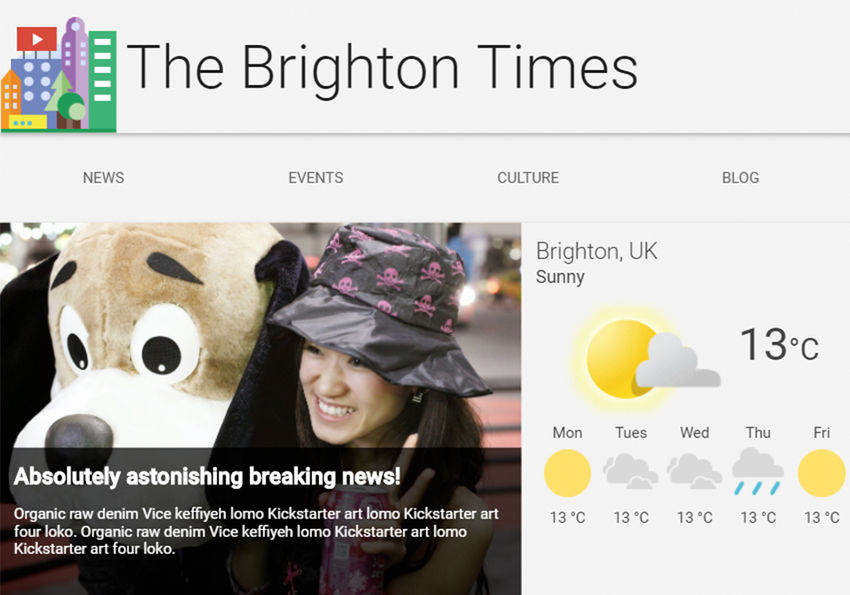 The Brighton Times
NEWS EVENTS CULTURE BLOG
Absolutely astonishing breaking news!
Organic raw denim Vice keffiyeh lomo Kickstarter art lomo Kickstarter art
four loko. Organic raw denim Vice keffiyeh lomo Kickstarter art lomo
Kickstarter art four loko.
Brighton, UK
Sunny
13°C
Mon Tues Wed Thu Fri
13 °C 13 °C 13 °C 13 °C 13 °C